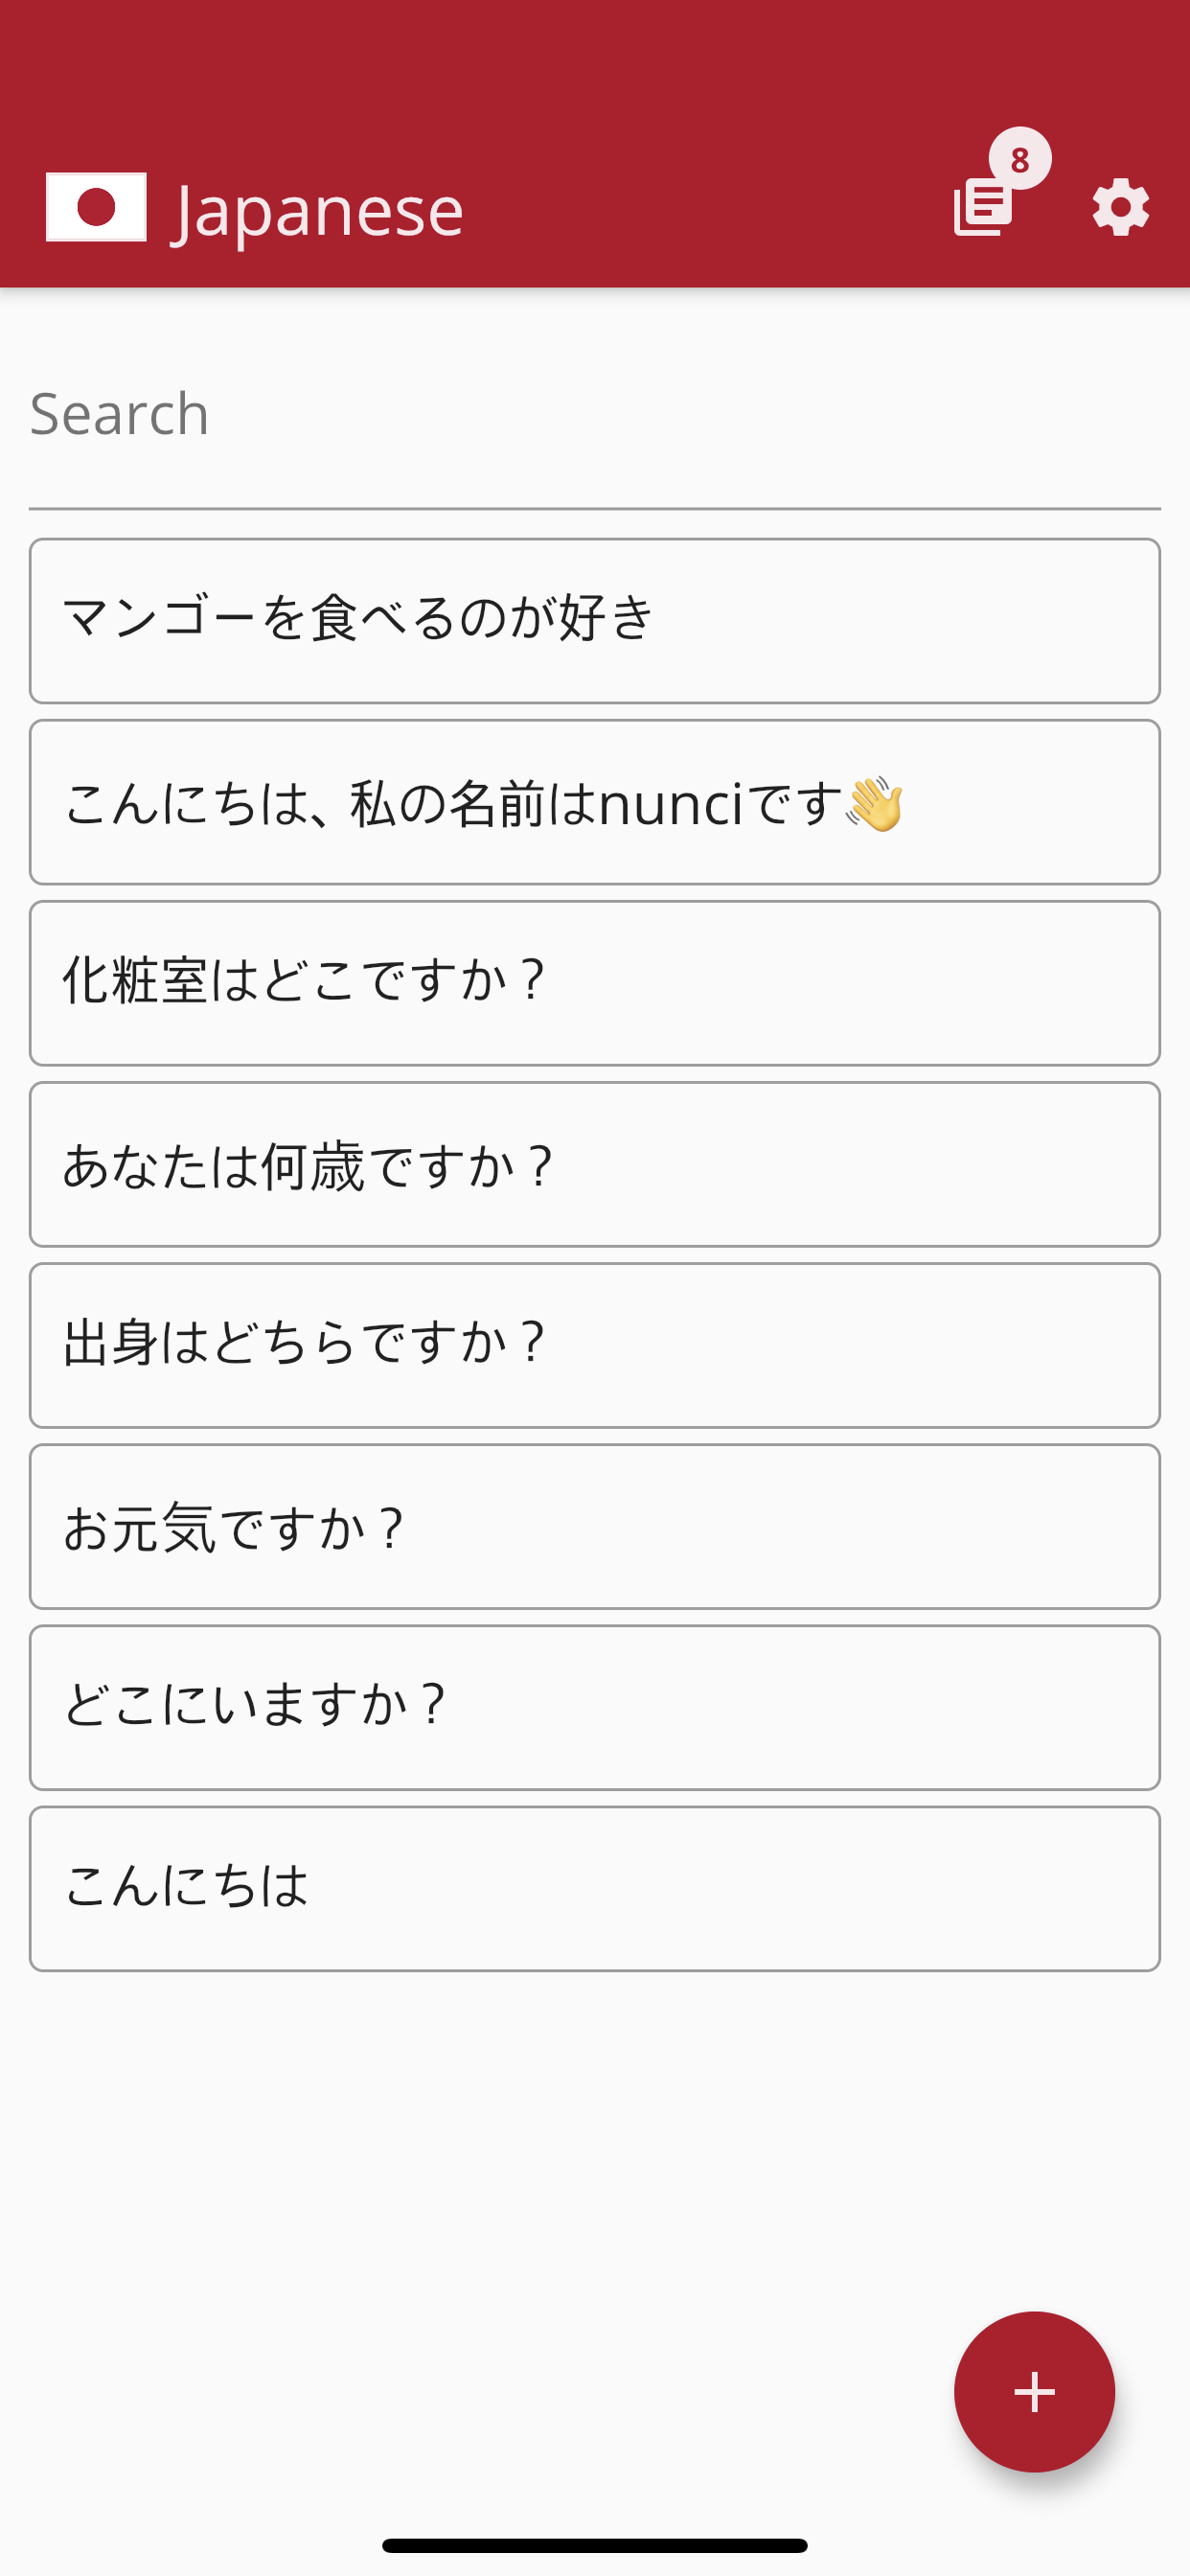 8
Japanese
Search
マンゴーを食べるのが好き
こんにちは、私の名前はnunciです👋
化粧室はどこですか？
あなたは何歳ですか？
出身はどちらですか？
お元気ですか？
どこにいますか？
こんにちは